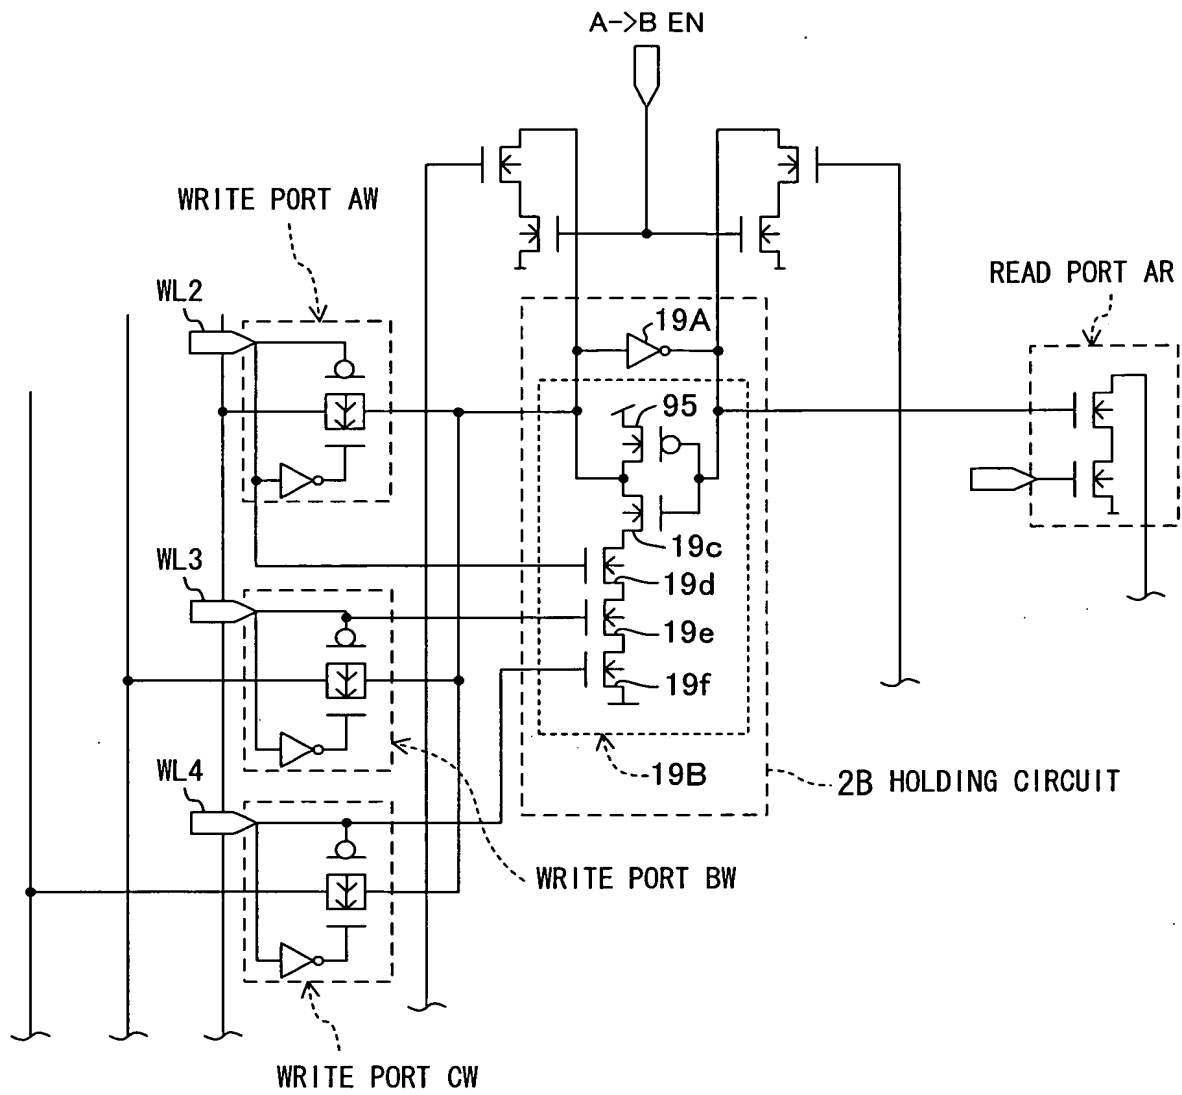 A->B EN
WRITE PORT AW
READ PORT AR
WL2
19A
95
19c
WL3
19d
19e
19f
19B
WL4
2B HOLDING CIRCUIT
WRITE PORT BW
WRITE PORT CW